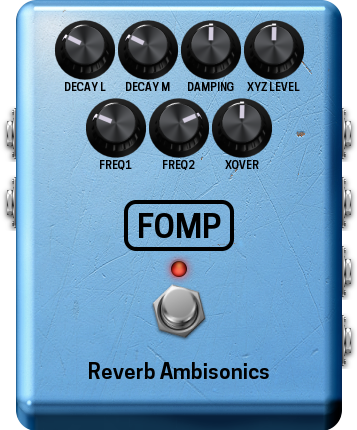 DECAY L DECAY M DAMPING XYZ LEVEL
FREQ1 FREQ2 XOVER
FOMP
Reverb Ambisonics